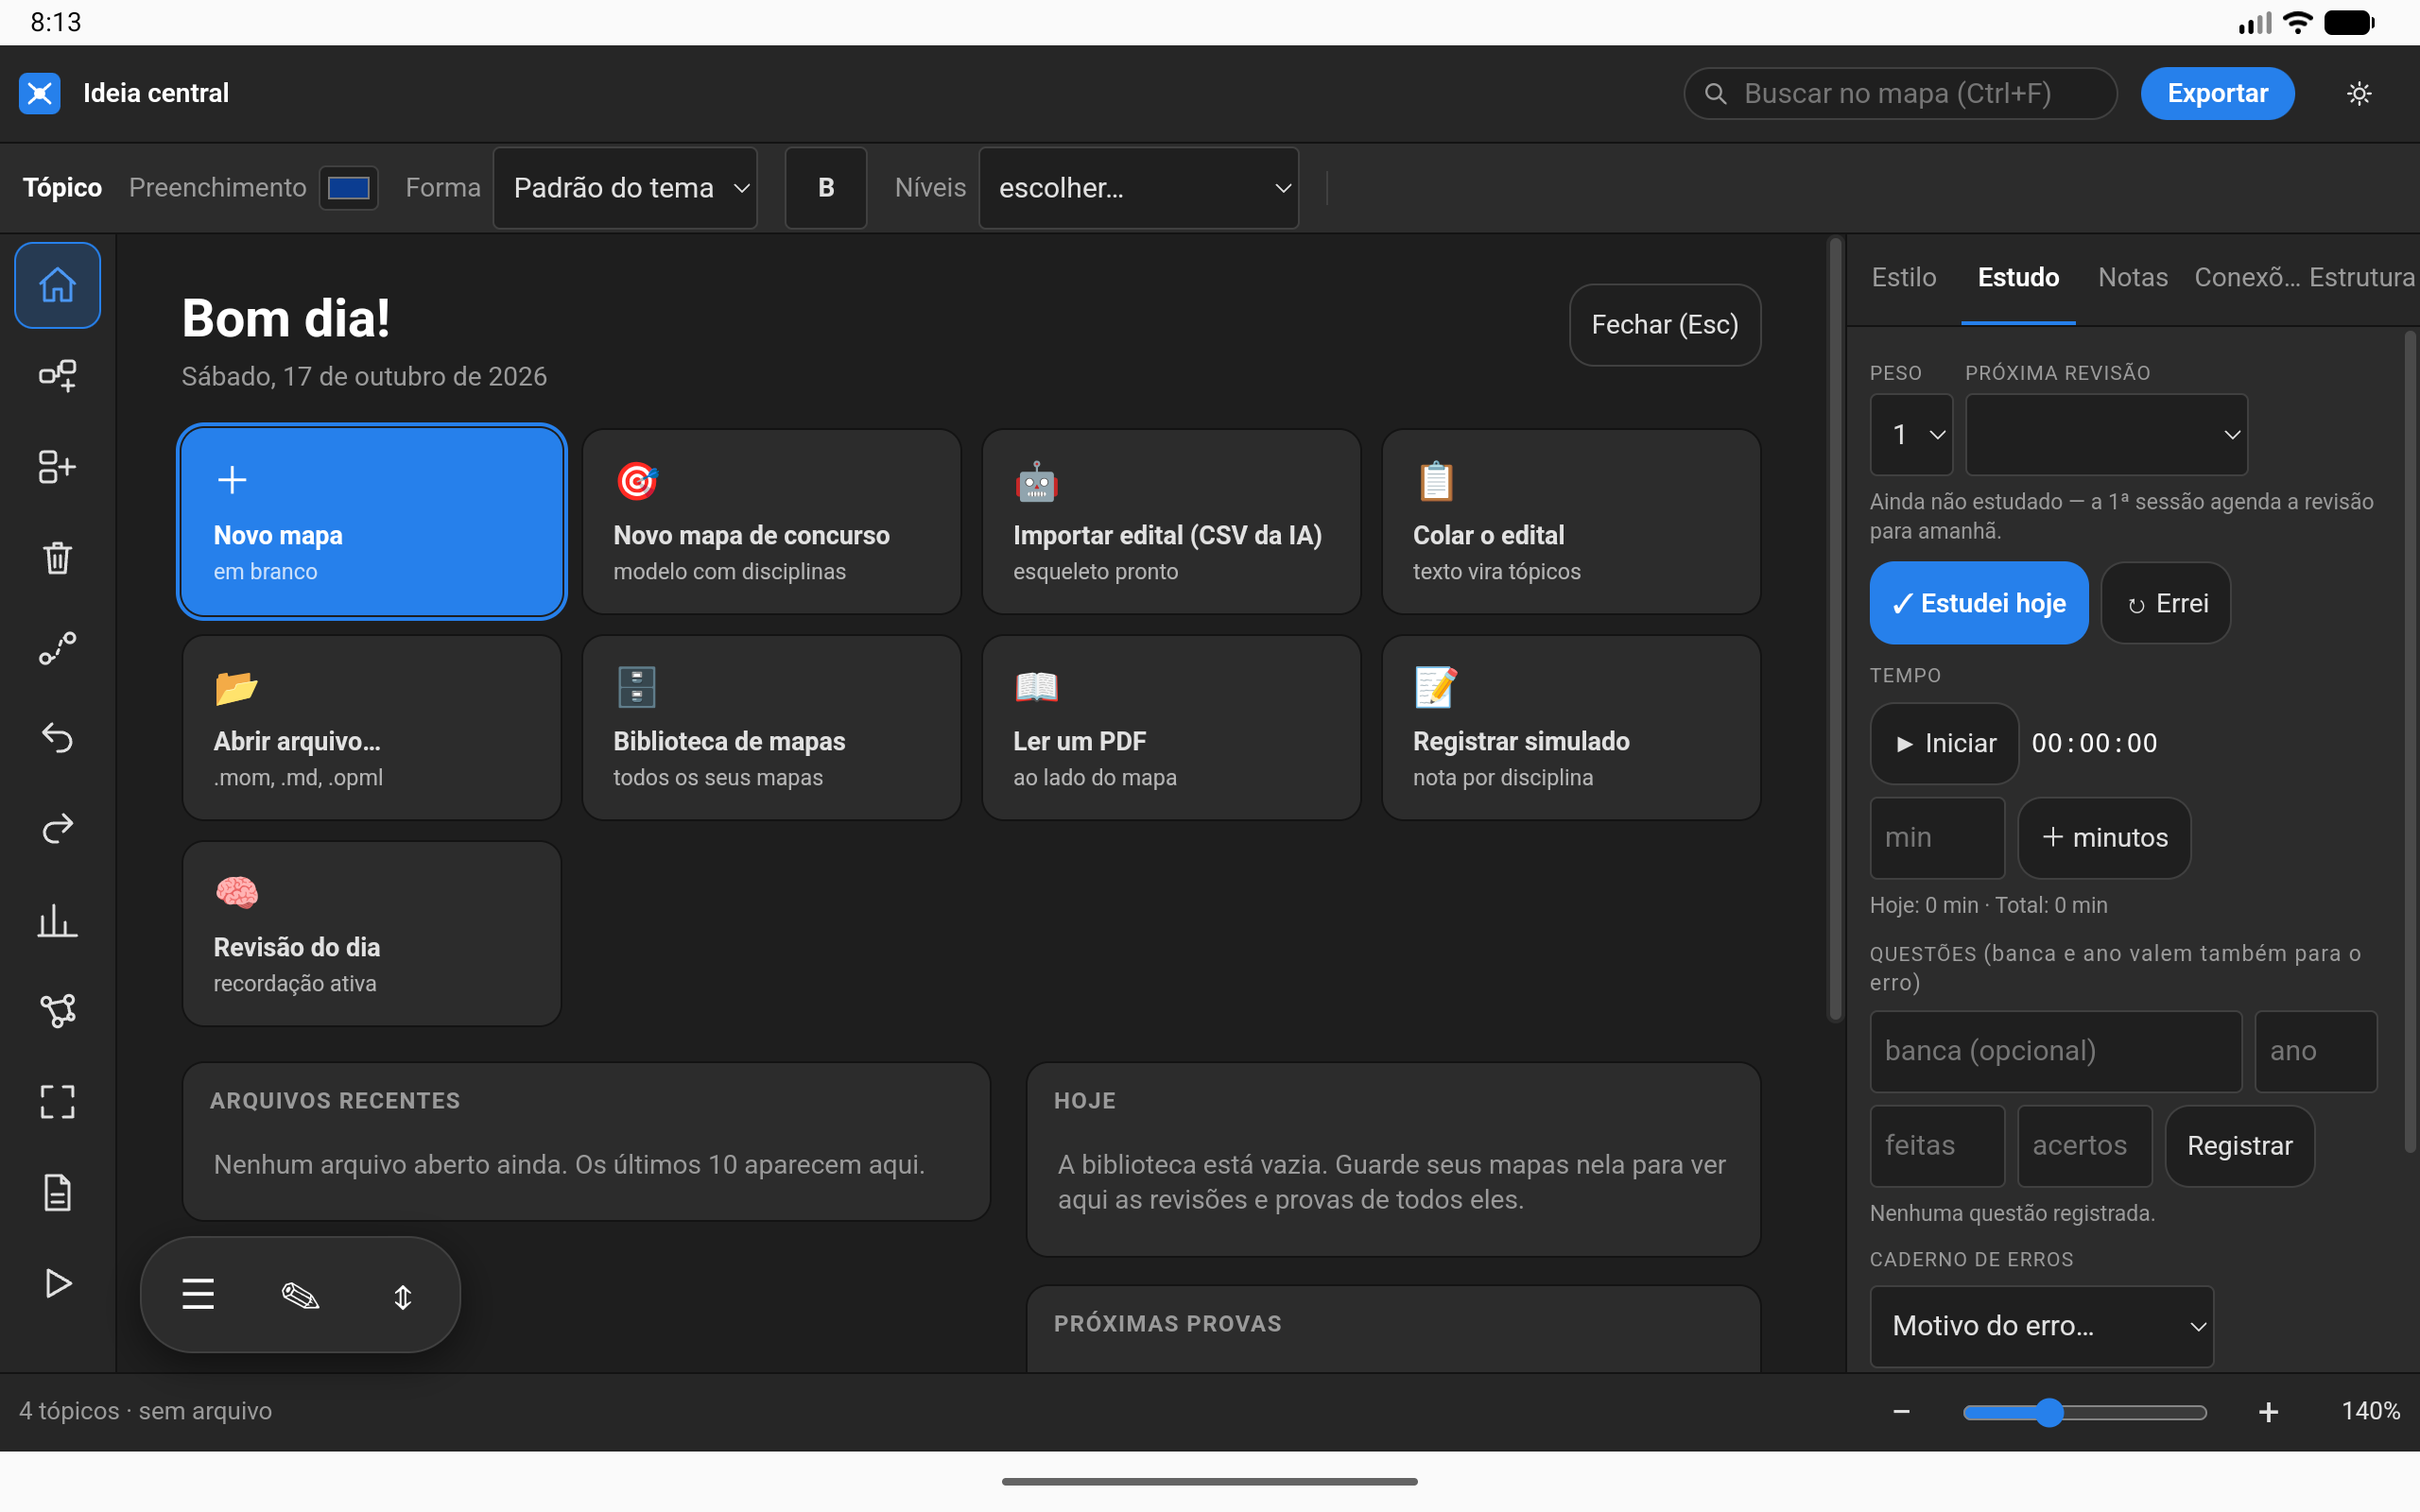 8:13
Ideia central
Buscar no mapa (Ctrl+F)
Exportar
Tópico
Preenchimento
Forma
Padrão do tema
B
Níveis
escolher...
Bom dia!
Sábado, 17 de outubro de 2026
Fechar (Esc)
Novo mapa
em branco
Novo mapa de concurso
modelo com disciplinas
Importar edital (CSV da IA)
esqueleto pronto
Colar o edital
texto vira tópicos
Abrir arquivo...
.mom, .md, .opml
Biblioteca de mapas
todos os seus mapas
Ler um PDF
ao lado do mapa
Registrar simulado
nota por disciplina
Revisão do dia
recordação ativa
ARQUIVOS RECENTES
Nenhum arquivo aberto ainda. Os últimos 10 aparecem aqui.
HOJE
A biblioteca está vazia. Guarde seus mapas nela para ver
aqui as revisões e provas de todos eles.
PRÓXIMAS PROVAS
Estilo
Estudo
Notas
Conexõ...
Estrutura
PESO
PRÓXIMA REVISÃO
1
Ainda não estudado — a 1ª sessão agenda a revisão
para amanhã.
✓ Estudei hoje
↻ Errei
TEMPO
▶ Iniciar
00:00:00
min
+ minutos
Hoje: 0 min · Total: 0 min
QUESTÕES (banca e ano valem também para o
erro)
banca (opcional)
ano
feitas
acertos
Registrar
Nenhuma questão registrada.
CADERNO DE ERROS
Motivo do erro...
4 tópicos · sem arquivo
−
+
140%